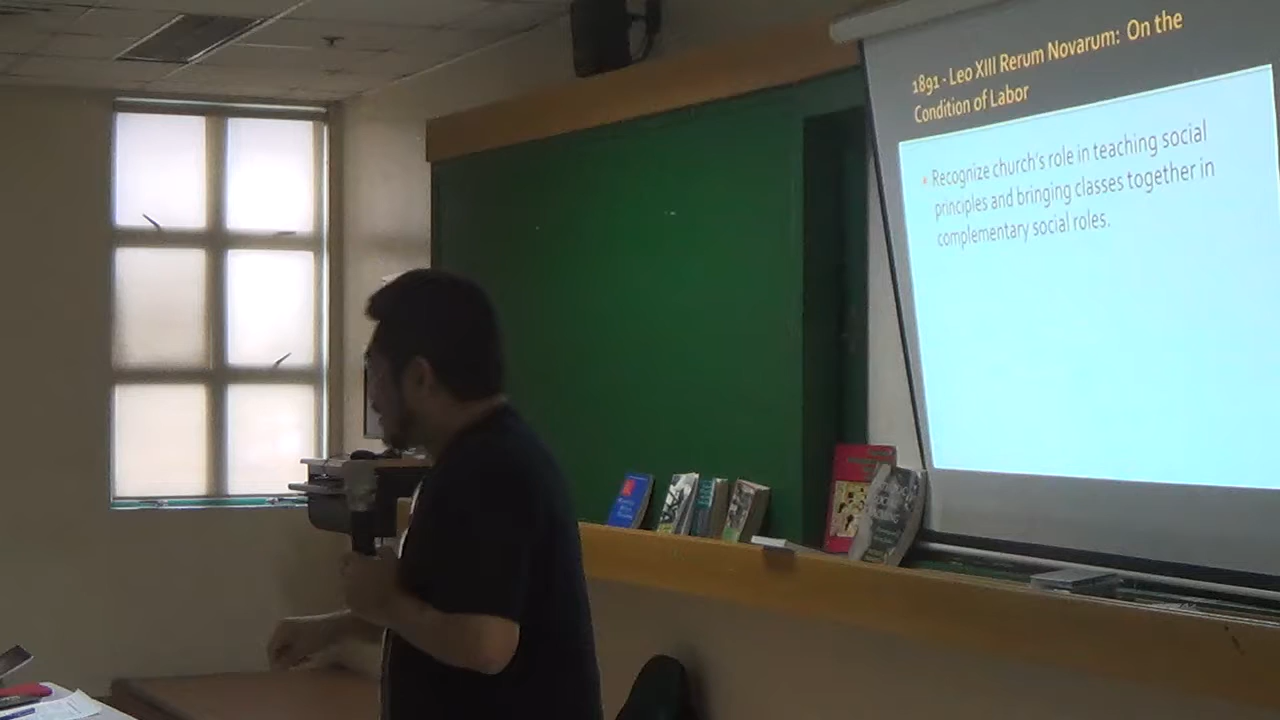 1891 - Leo XIII Rerum Novarum: On the
Condition of Labor
Recognize church's role in teaching social
principles and bringing classes together in
complementary social roles.